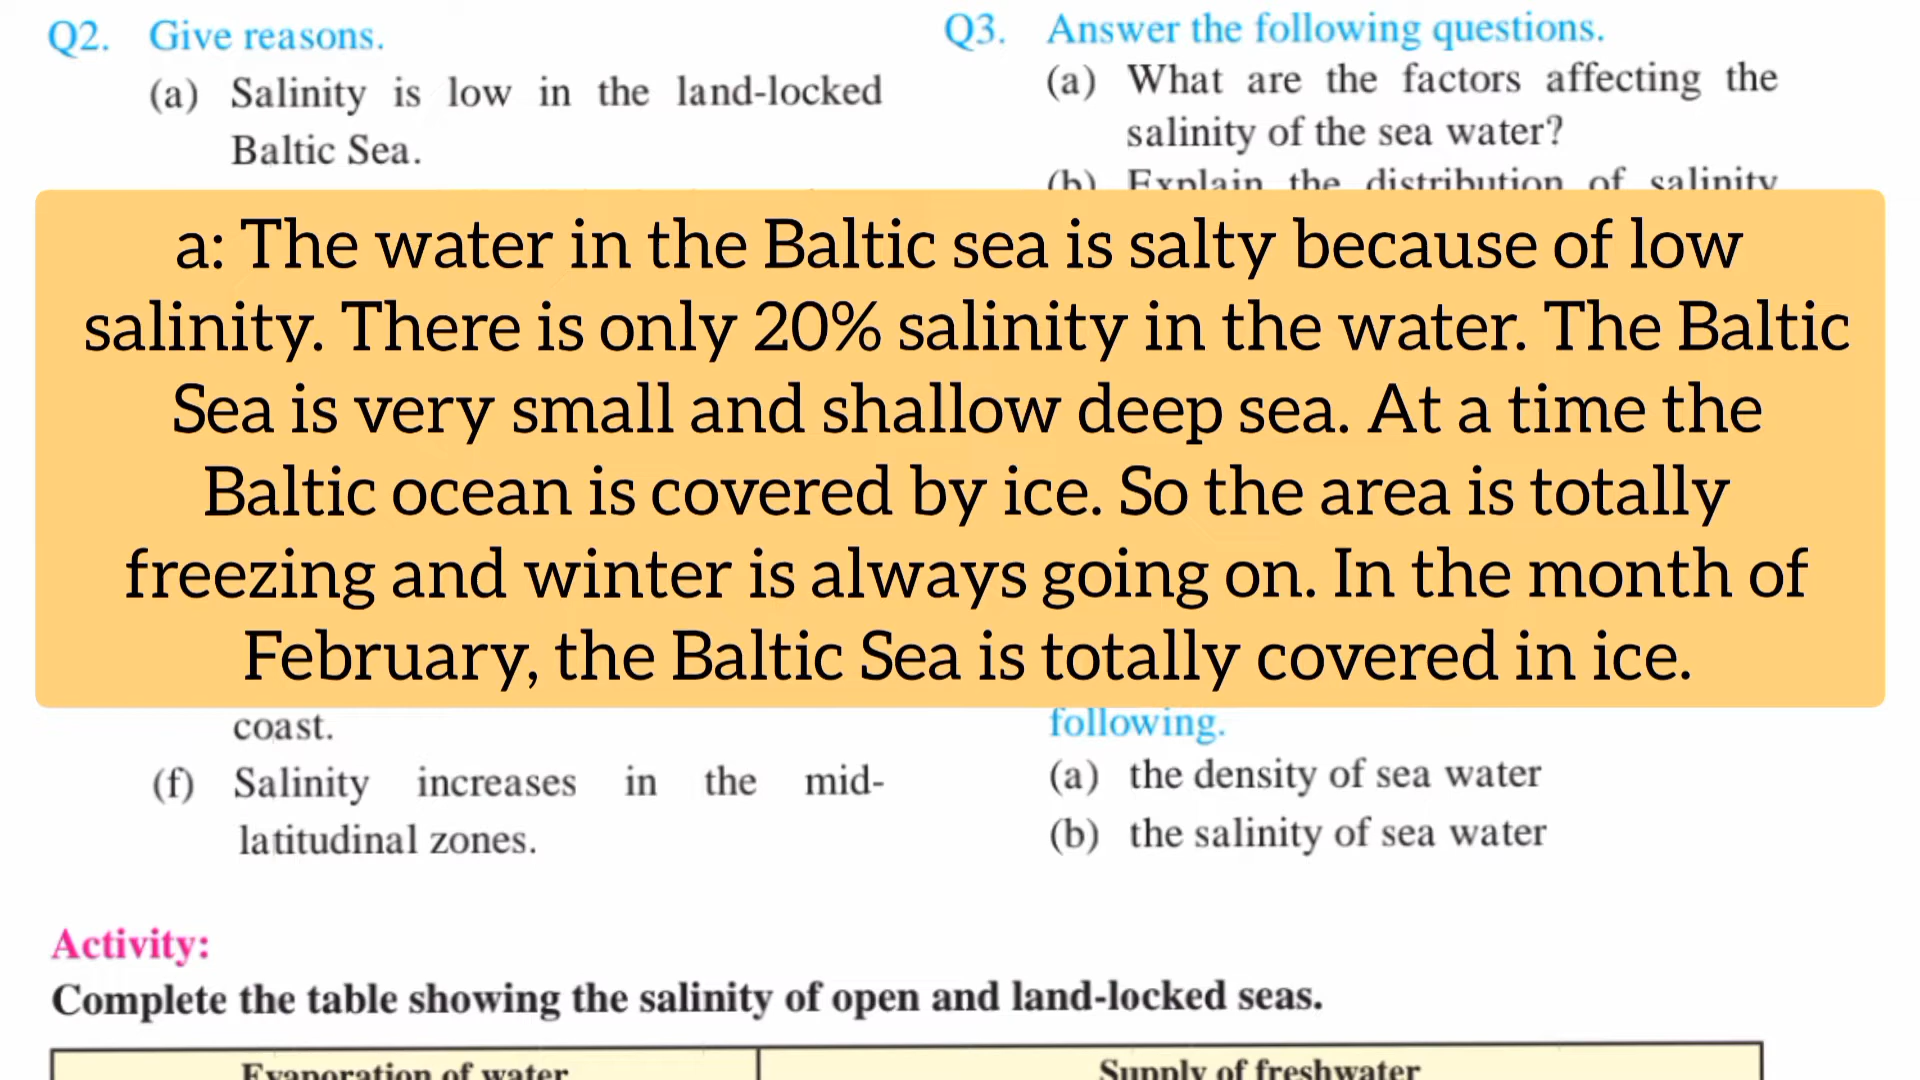 Q2. Give reasons.
(a) Salinity is low in the land-locked
Baltic Sea.
Q3. Answer the following questions.
(a) What are the factors affecting the
salinity of the sea water?
(b) Explain the distribution of salinity
a: The water in the Baltic sea is salty because of low
salinity. There is only 20% salinity in the water. The Baltic
Sea is very small and shallow deep sea. At a time the
Baltic ocean is covered by ice. So the area is totally
freezing and winter is always going on. In the month of
February, the Baltic Sea is totally covered in ice.
coast.
(f) Salinity increases in the mid-
latitudinal zones.
following.
(a) the density of sea water
(b) the salinity of sea water
Activity:
Complete the table showing the salinity of open and land-locked seas.
Evaporation of water
Supply of freshwater